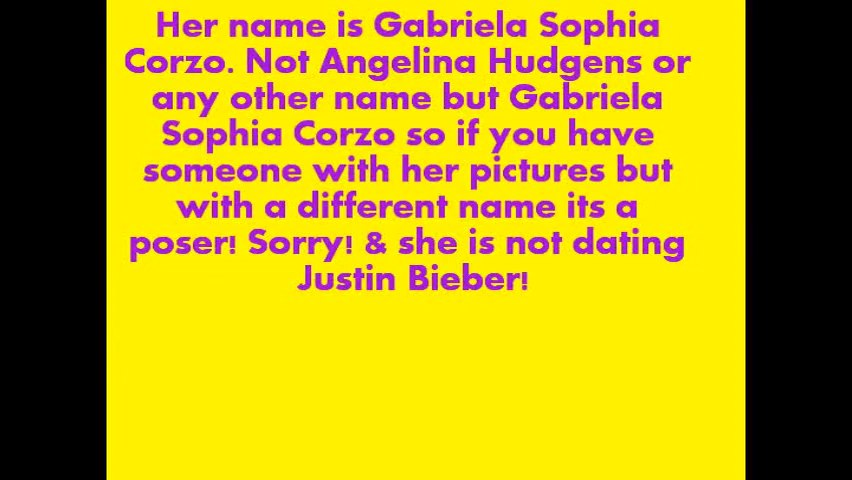 Her name is Gabriela Sophia
Corzo. Not Angelina Hudgens or
any other name but Gabriela
Sophia Corzo so if you have
someone with her pictures but
with a different name its a
poser! Sorry! & she is not dating
Justin Bieber!